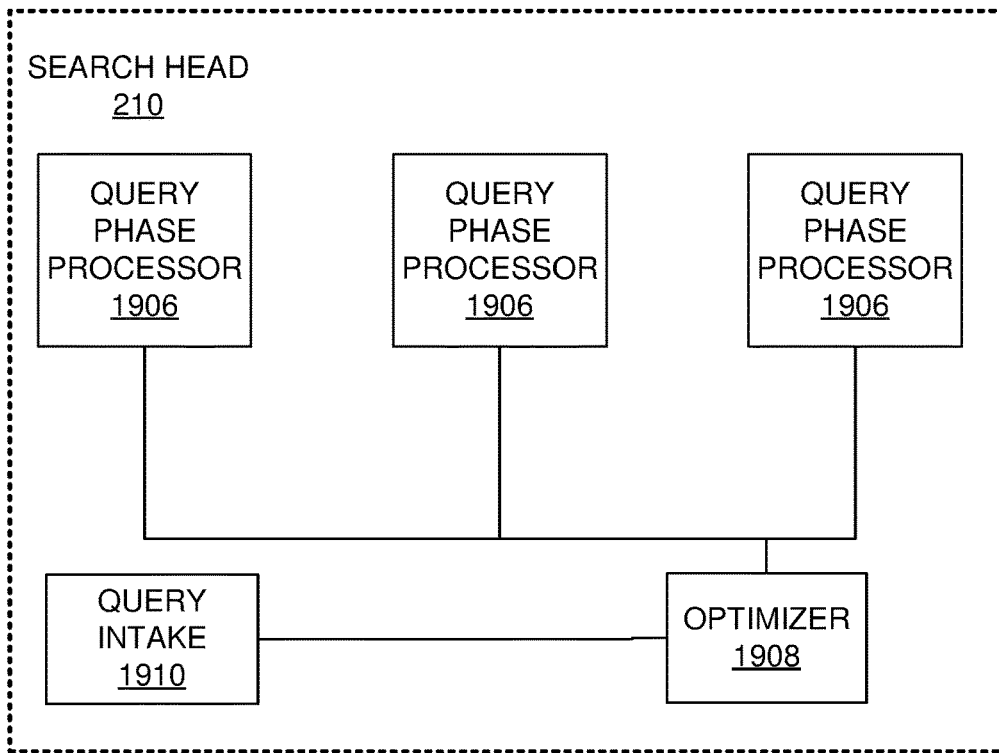 SEARCH HEAD
210
QUERY
PHASE
PROCESSOR
1906
QUERY
PHASE
PROCESSOR
1906
QUERY
PHASE
PROCESSOR
1906
QUERY
INTAKE
1910
OPTIMIZER
1908